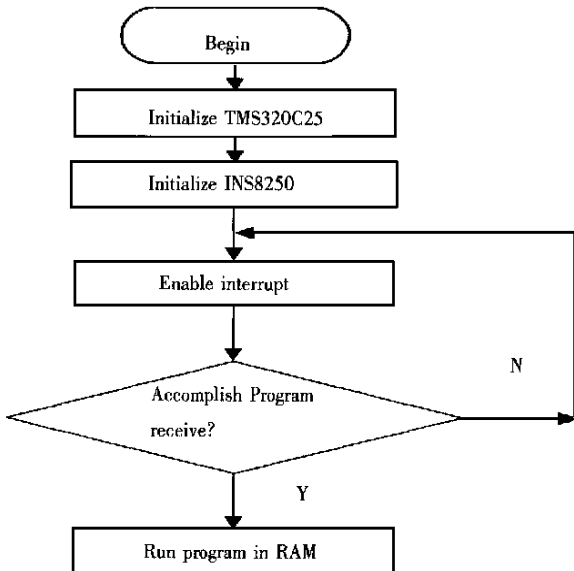 Begin
Initialize TMS320C25
Initialize INS8250
Enable interrupt
N
Accomplish Program
receive?
Y
Run program in RAM